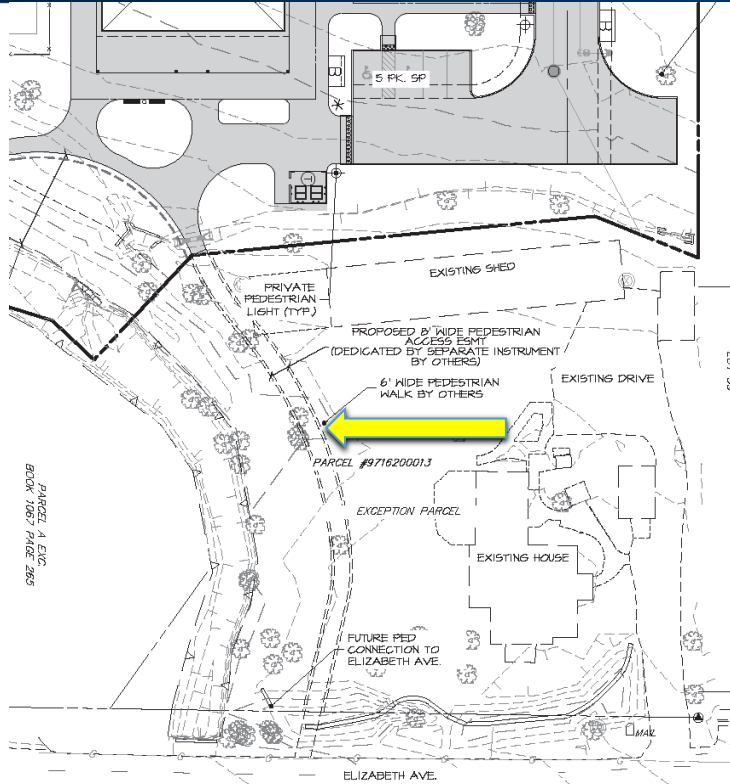 5 PK. SP
T
EXISTING SHED
PRIVATE
PEDESTRIAN
LIGHT (TYP.)
PROPOSED 8' WIDE PEDESTRIAN
ACCESS ESMT
(DEDICATED BY SEPARATE INSTRUMENT
BY OTHERS)
EXISTING DRIVE
6' WIDE PEDESTRIAN
WALK BY OTHERS
PARCEL #9716200013
PARCEL A EXC.
BOOK 1067 PAGE 265
EXCEPTION PARCEL
EXISTING HOUSE
FUTURE PED
CONNECTION TO
ELIZABETH AVE.
MAIL
ELIZABETH AVE.